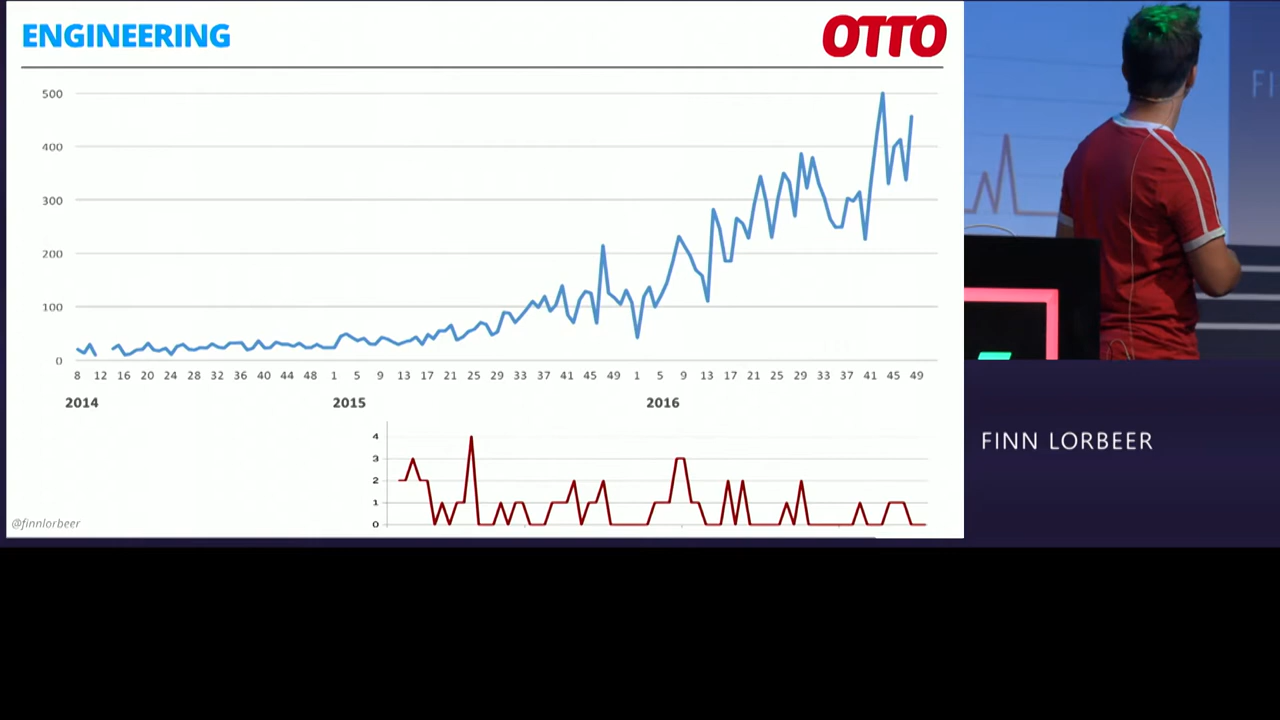 ENGINEERING
OTTO
500
400
300
200
100
0
8 12 16 20 24 28 32 36 40 44 48 1 5 9 13 17 21 25 29 33 37 41 45 49 1 5 9 13 17 21 25 29 33 37 41 45 49
2014 2015 2016
4
3
2
1
0
@finnlorbeer
FI
FINN LORBEER